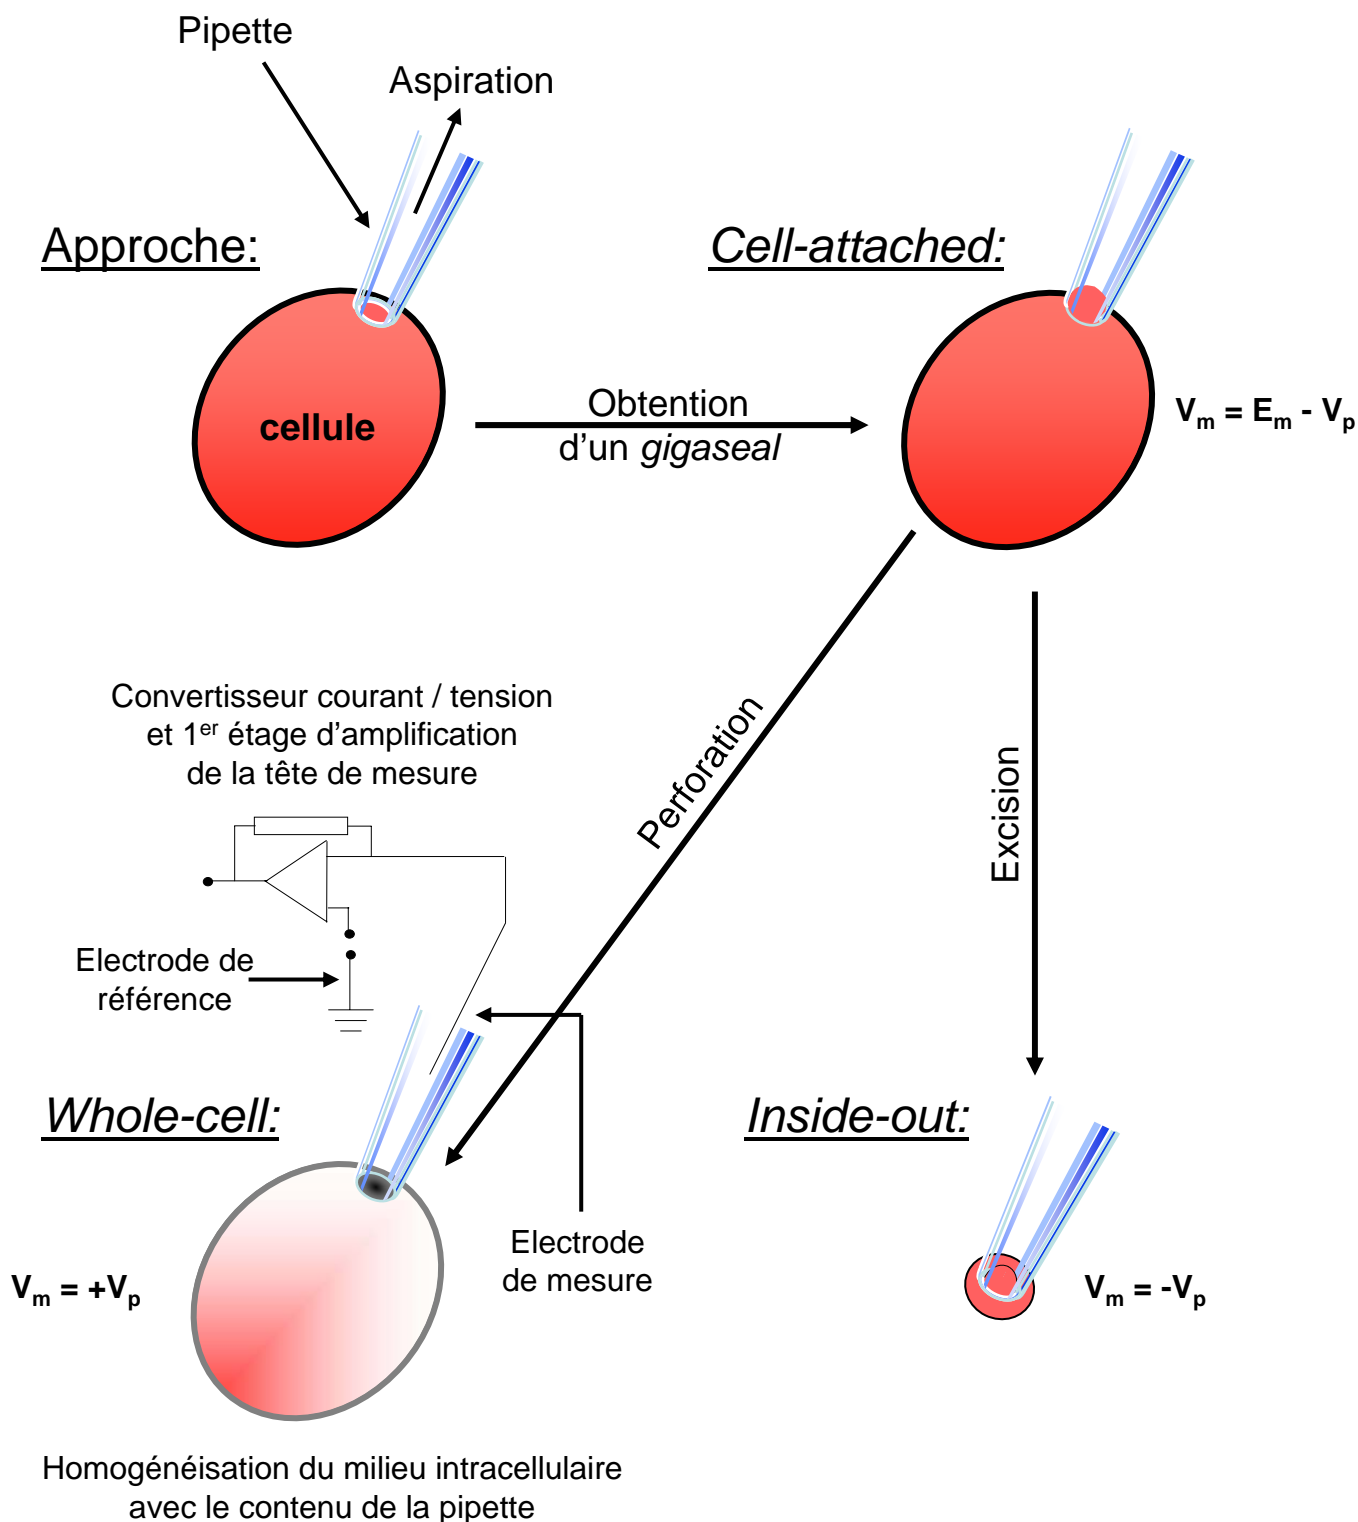 Pipette
Aspiration
Approche:
Cell-attached:
cellule
Obtention
d'un gigaseal
Vm = Em - Vp
Convertisseur courant / tension
et 1er étage d'amplification
de la tête de mesure
Perforation
Excision
Electrode de
référence
Whole-cell:
Inside-out:
Electrode
de mesure
Vm = +Vp
Vm = -Vp
Homogénéisation du milieu intracellulaire
avec le contenu de la pipette